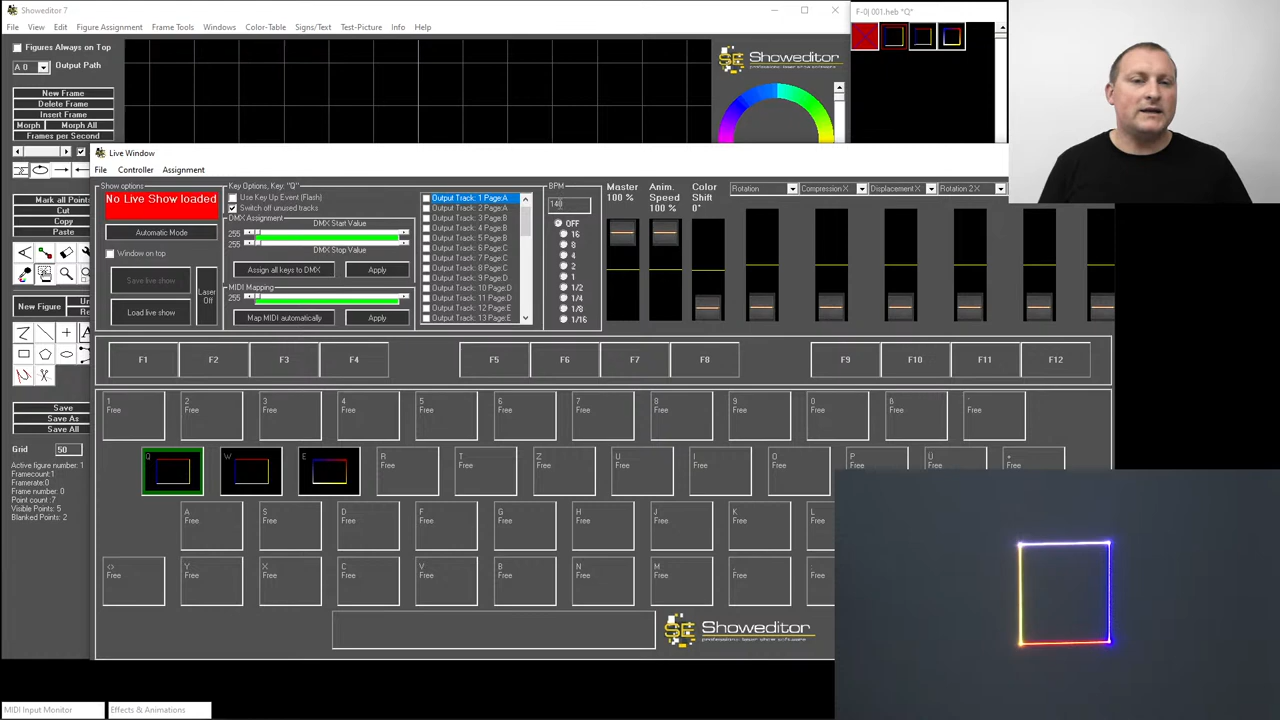 Showeditor 7
File View Edit Figure Assignment Frame Tools Windows Color-Table Signs/Text Test-Picture Info Help
Figures Always on Top
A 0 Output Path
New Frame
Delete Frame
Insert Frame
Morph Morph All
Frames per Second
Mark all Points
Cut
Copy
Paste
New Figure
Save
Save As
Save All
Grid 50
Active figure number: 1
Framecount:1
Framerate:0
Frame number: 0
Point count :7
Visible Points: 5
Blanked Points: 2
SE Showeditor
F-0| 001.heb "Q"
Live Window
File Controller Assignment
Show options
No Live Show loaded
Automatic Mode
Window on top
Save live show
Load live show
Laser Off
Key Options, Key: "Q"
Use Key Up Event (Flash)
Switch off unused tracks
DMX Assignment
DMX Start Value
255
255
DMX Stop Value
Assign all keys to DMX Apply
MIDI Mapping
255
Map MIDI automatically Apply
Output Track: 1 Page:A
Output Track: 2 Page:A
Output Track: 3 Page:B
Output Track: 4 Page:B
Output Track: 5 Page:B
Output Track: 6 Page:C
Output Track: 7 Page:C
Output Track: 8 Page:C
Output Track: 9 Page:D
Output Track: 10 Page:D
Output Track: 11 Page:D
Output Track: 12 Page:E
Output Track: 13 Page:E
BPM
140
OFF
16
8
4
2
1
1/2
1/4
1/8
1/16
Master 100 %
Anim. Speed 100 %
Color Shift 0°
Rotation Compression X Displacement X Rotation 2 X
F1 F2 F3 F4 F5 F6 F7 F8 F9 F10 F11 F12
1 Free 2 Free 3 Free 4 Free 5 Free 6 Free 7 Free 8 Free 9 Free 0 Free ß Free ´ Free
Q W E R Free T Free Z Free U Free I Free O Free P Free Ü Free + Free
A Free S Free D Free F Free G Free H Free J Free K Free L Free
<> Free Y Free X Free C Free V Free B Free N Free M Free , Free . Free
SE Showeditor
professional laser show software
MIDI Input Monitor Effects & Animations